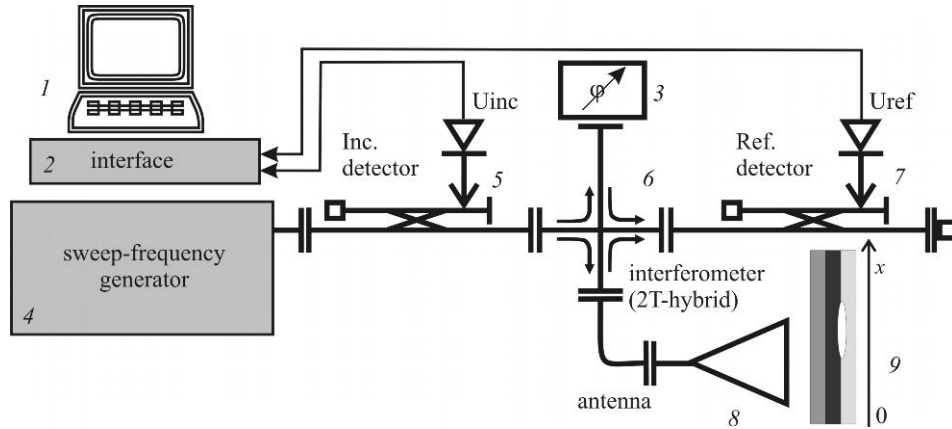 1
2
interface
Inc.
detector
Uinc
5
φ
3
6
Uref
Ref.
detector
7
sweep-frequency
generator
4
interferometer
(2T-hybrid)
antenna
8
x
9
0